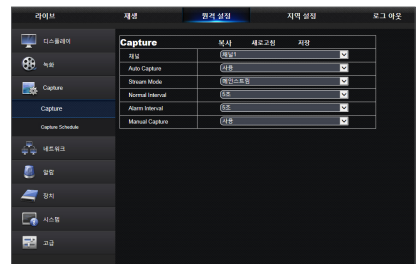 라이브 재생 원격 설정 지역 설정 로그 아웃
디스플레이
녹화
Capture
Capture
Capture Schedule
네트워크
알람
장치
시스템
고급
Capture 복사 새로고침 저장
채널 채널1
Auto Capture 사용
Stream Mode 메인스트림
Normal Interval 5초
Alarm Interval 5초
Manual Capture 사용